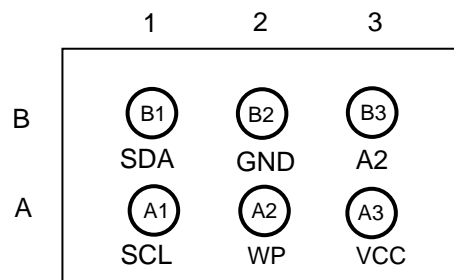 1 2 3
B B1 B2 B3
SDA GND A2
A A1 A2 A3
SCL WP VCC